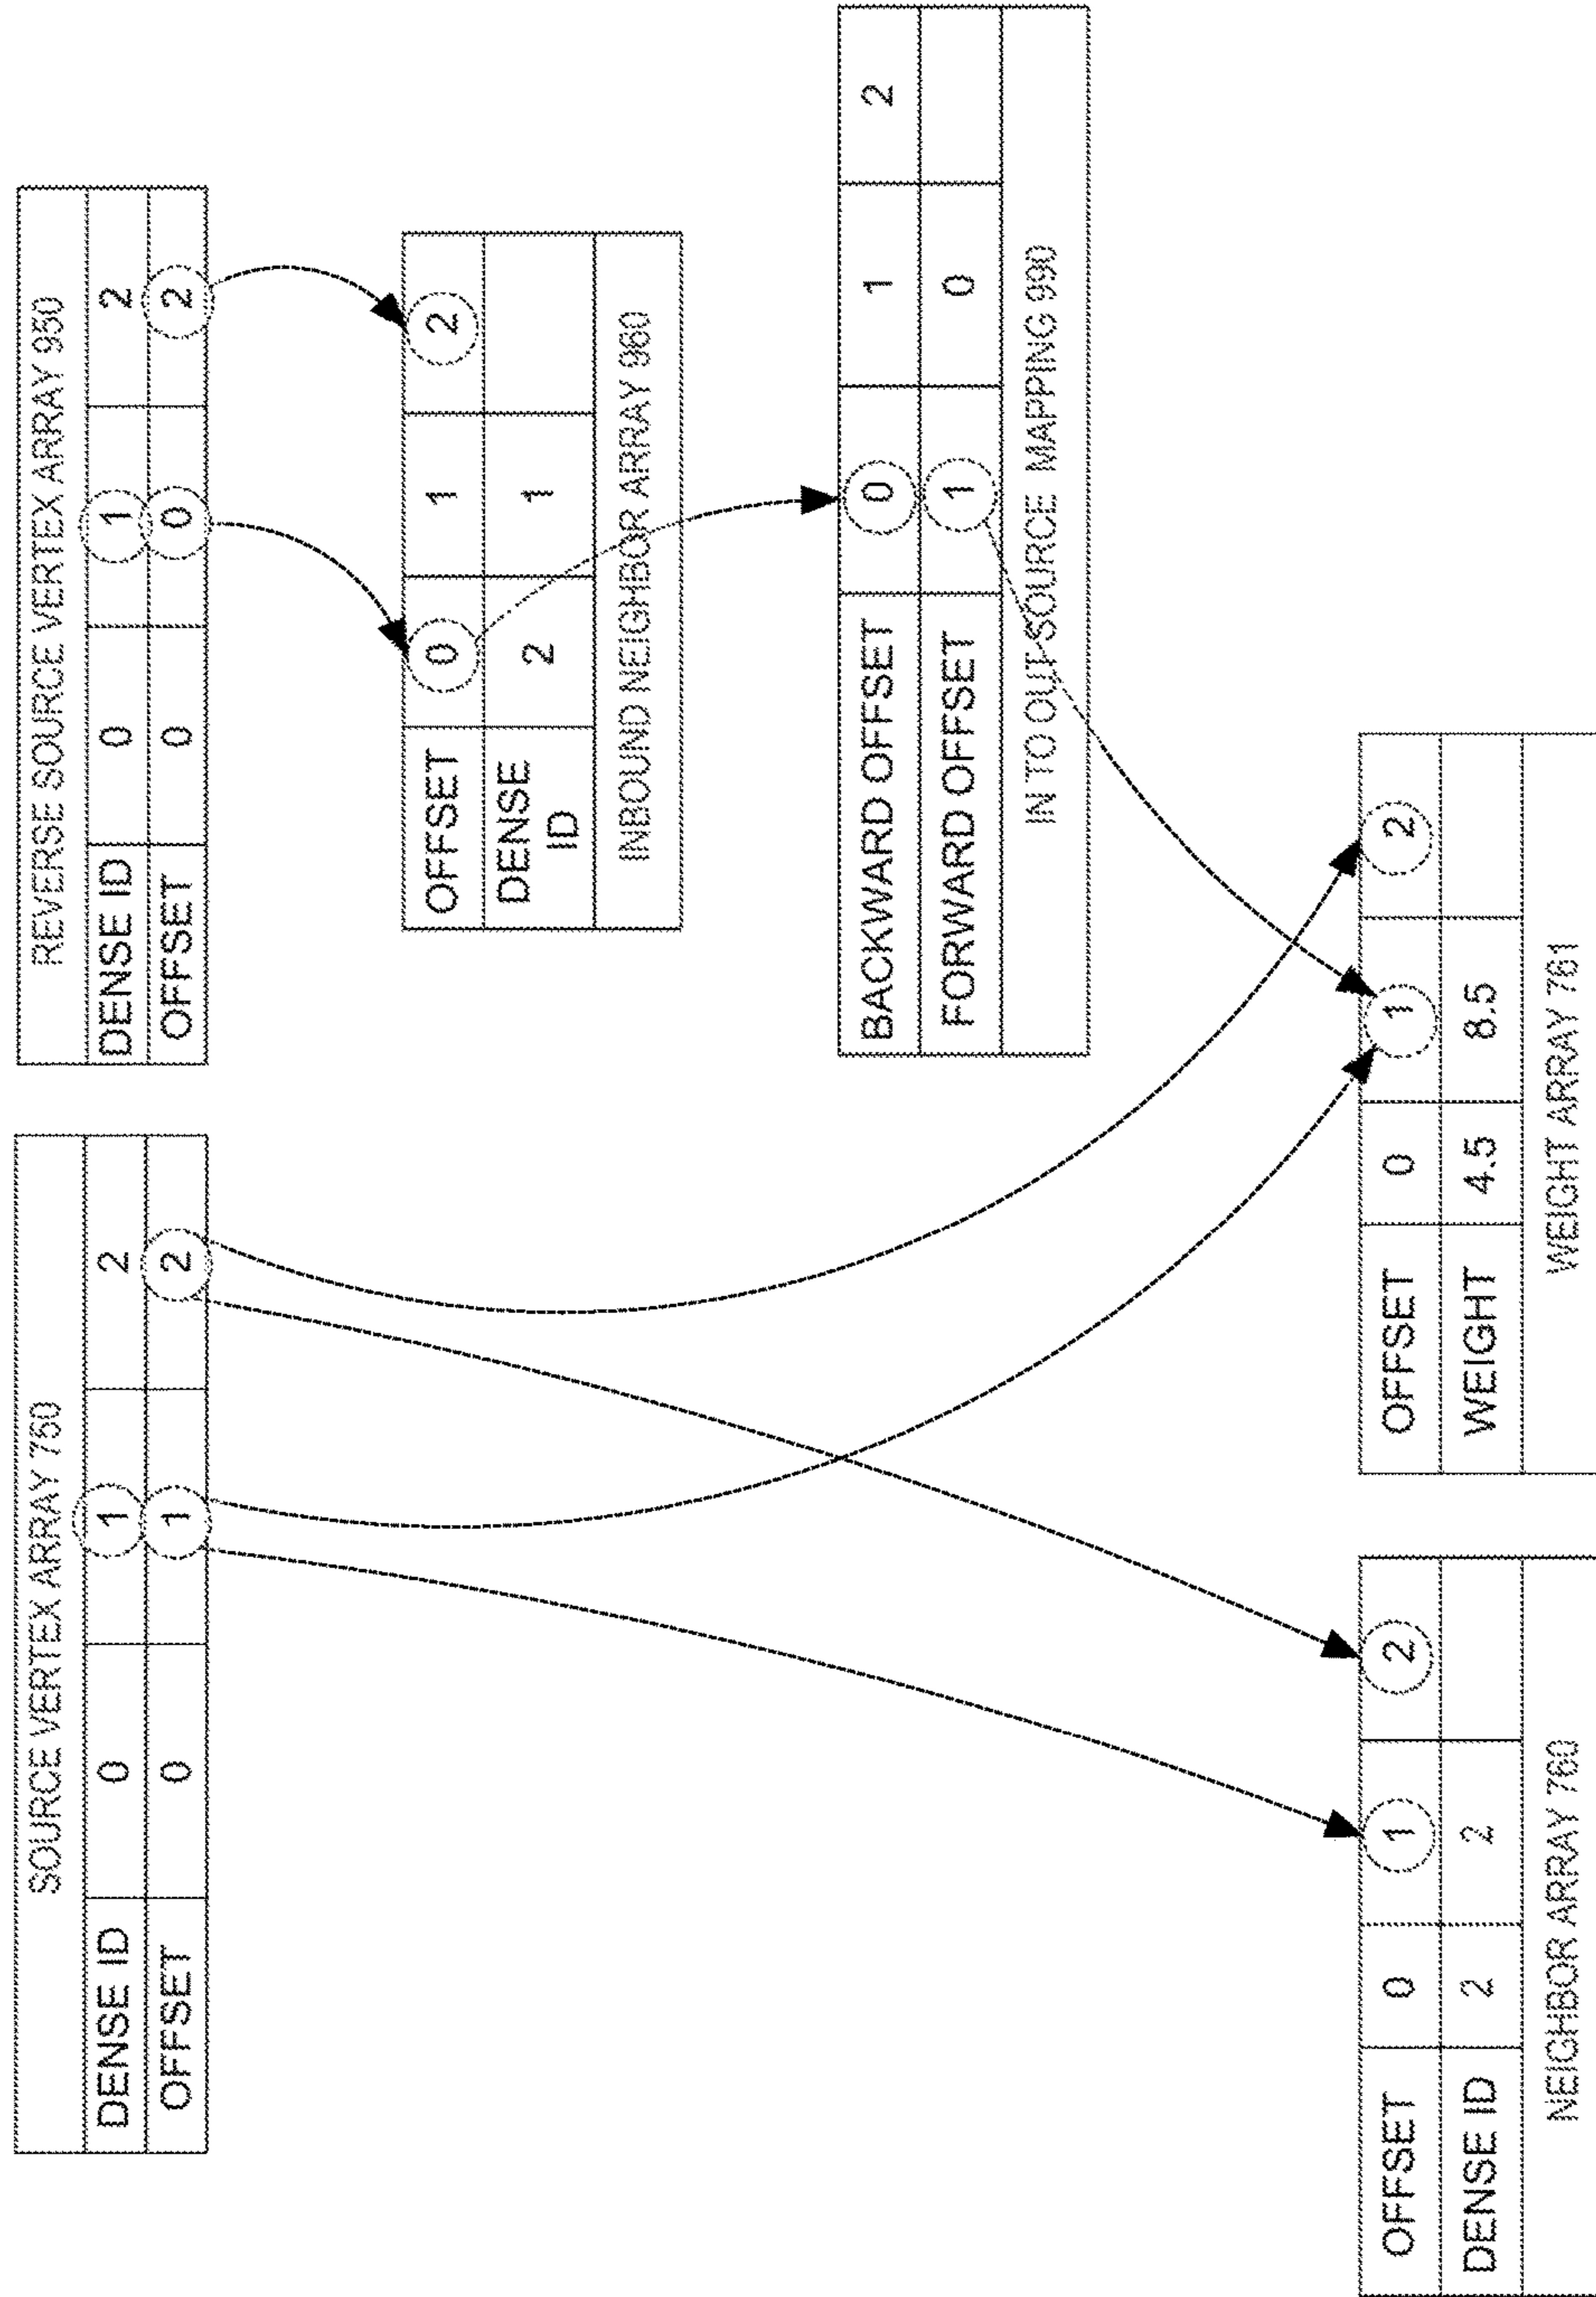 SOURCE VERTEX ARRAY 750
DENSE ID 0 1 2
OFFSET 0 1 2
REVERSE SOURCE VERTEX ARRAY 950
DENSE ID 0 1 2
OFFSET 0 0 2
OFFSET 0 1 2
DENSE ID 2 1
INBOUND NEIGHBOR ARRAY 960
BACKWARD OFFSET 0 1 2
FORWARD OFFSET 1 0
IN TO OUT SOURCE MAPPING 990
OFFSET 0 1 2
DENSE ID 2 2
NEIGHBOR ARRAY 760
OFFSET 0 1 2
WEIGHT 4.5 8.5
WEIGHT ARRAY 761